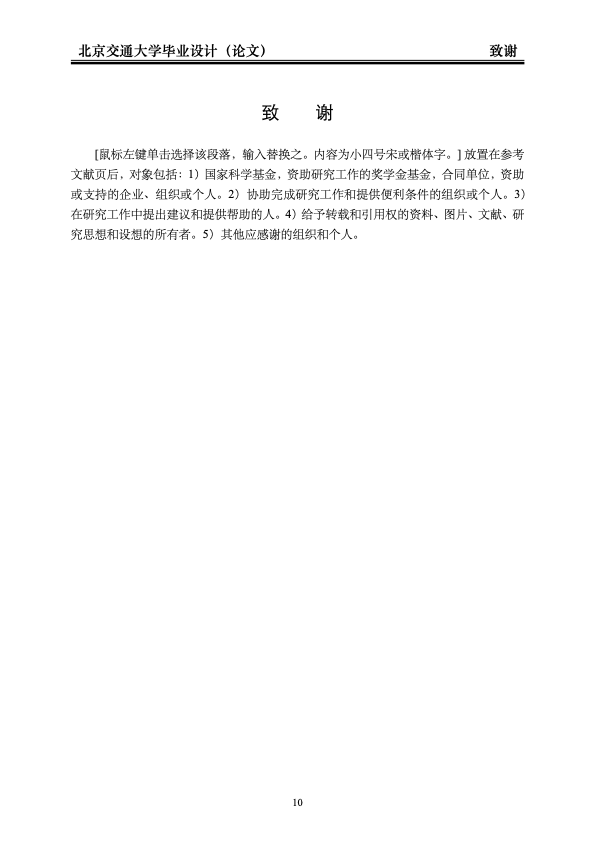 北京交通大学毕业设计（论文） 致谢
致 谢
[鼠标左键单击选择该段落，输入替换之。内容为小四号宋或楷体字。] 放置在参考
文献页后，对象包括：1）国家科学基金，资助研究工作的奖学金基金，合同单位，资助
或支持的企业、组织或个人。2）协助完成研究工作和提供便利条件的组织或个人。3）
在研究工作中提出建议和提供帮助的人。4）给予转载和引用权的资料、图片、文献、研
究思想和设想的所有者。5）其他应感谢的组织和个人。
10